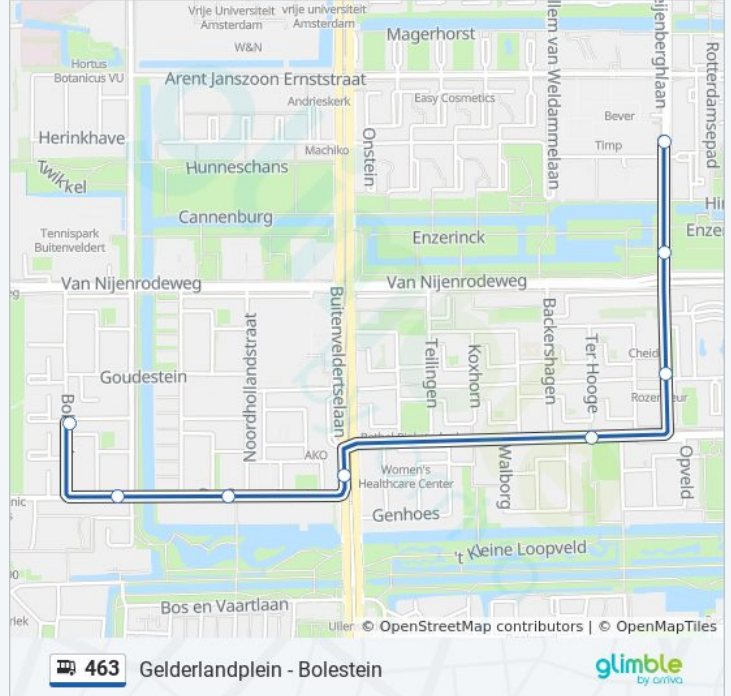 Vrije Universiteit
Amsterdam
vrije universiteit
Amsterdam
W&N
Magerhorst
Hortus
Botanicus VU
Arent Janszoon Ernststraat
Andrieskerk
Easy Cosmetics
Rotterdamsepad
Bever
Herinkhave
Machiko
Onstein
Timp
Hunneschans
Twikkel
Cannenburg
Tennispark
Buitenveldert
Enzerinck
Van Nijenrodeweg
Van Nijenrodeweg
Buitenveldertselaan
Noordhollandstraat
Teilingen
Koxhorn
Backershagen
Ter Hooge
Goudestein
AKO
Women's
Healthcare Center
Walborg
Opveld
Genhoes
't Kleine Loopveld
Bos en Vaartlaan
© OpenStreetMap contributors | © OpenMapTiles
463 Gelderlandplein - Bolestein
glimble
by arriva